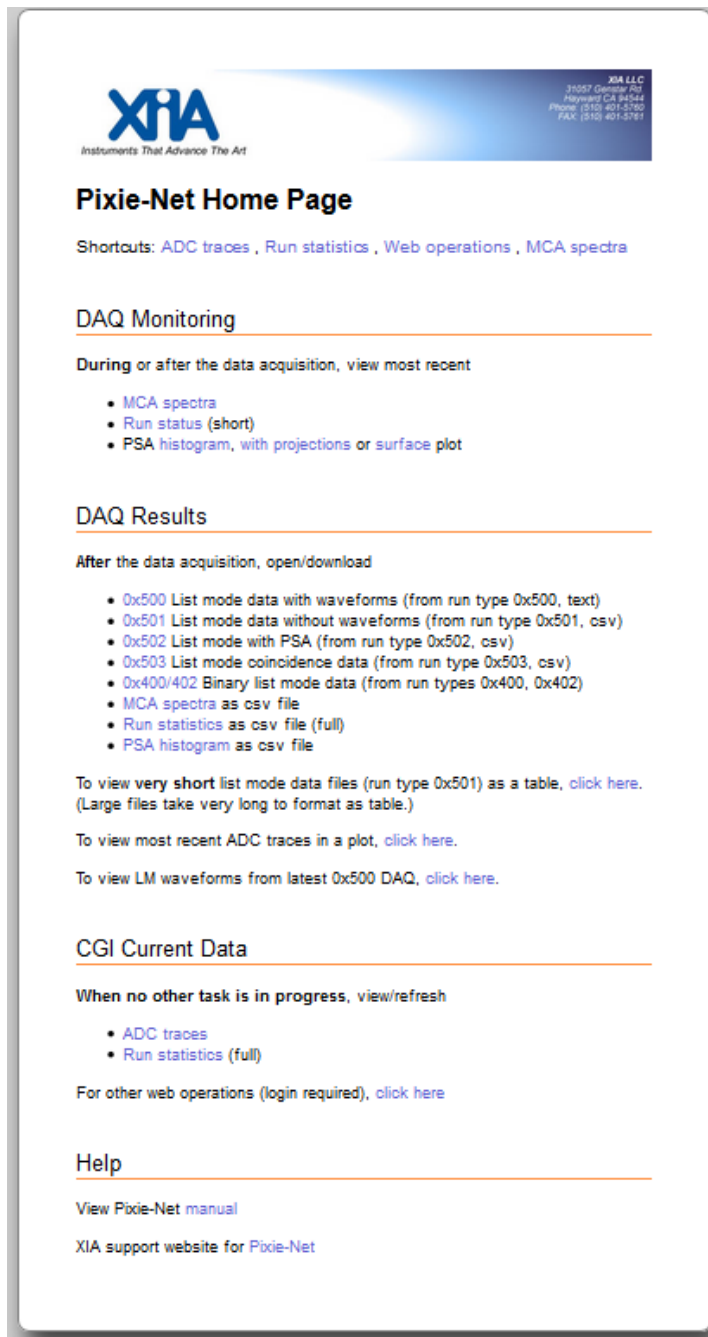 XIA
Instruments That Advance The Art
XIA LLC
31057 Genstar Rd.
Hayward CA 94544
Phone: (510) 401-5760
FAX: (510) 401-5761
Pixie-Net Home Page
Shortcuts: ADC traces , Run statistics , Web operations , MCA spectra
DAQ Monitoring
During or after the data acquisition, view most recent
• MCA spectra
• Run status (short)
• PSA histogram, with projections or surface plot
DAQ Results
After the data acquisition, open/download
• 0x500 List mode data with waveforms (from run type 0x500, text)
• 0x501 List mode data without waveforms (from run type 0x501, csv)
• 0x502 List mode with PSA (from run type 0x502, csv)
• 0x503 List mode coincidence data (from run type 0x503, csv)
• 0x400/402 Binary list mode data (from run types 0x400, 0x402)
• MCA spectra as csv file
• Run statistics as csv file (full)
• PSA histogram as csv file
To view very short list mode data files (run type 0x501) as a table, click here.
(Large files take very long to format as table.)
To view most recent ADC traces in a plot, click here.
To view LM waveforms from latest 0x500 DAQ, click here.
CGI Current Data
When no other task is in progress, view/refresh
• ADC traces
• Run statistics (full)
For other web operations (login required), click here
Help
View Pixie-Net manual
XIA support website for Pixie-Net